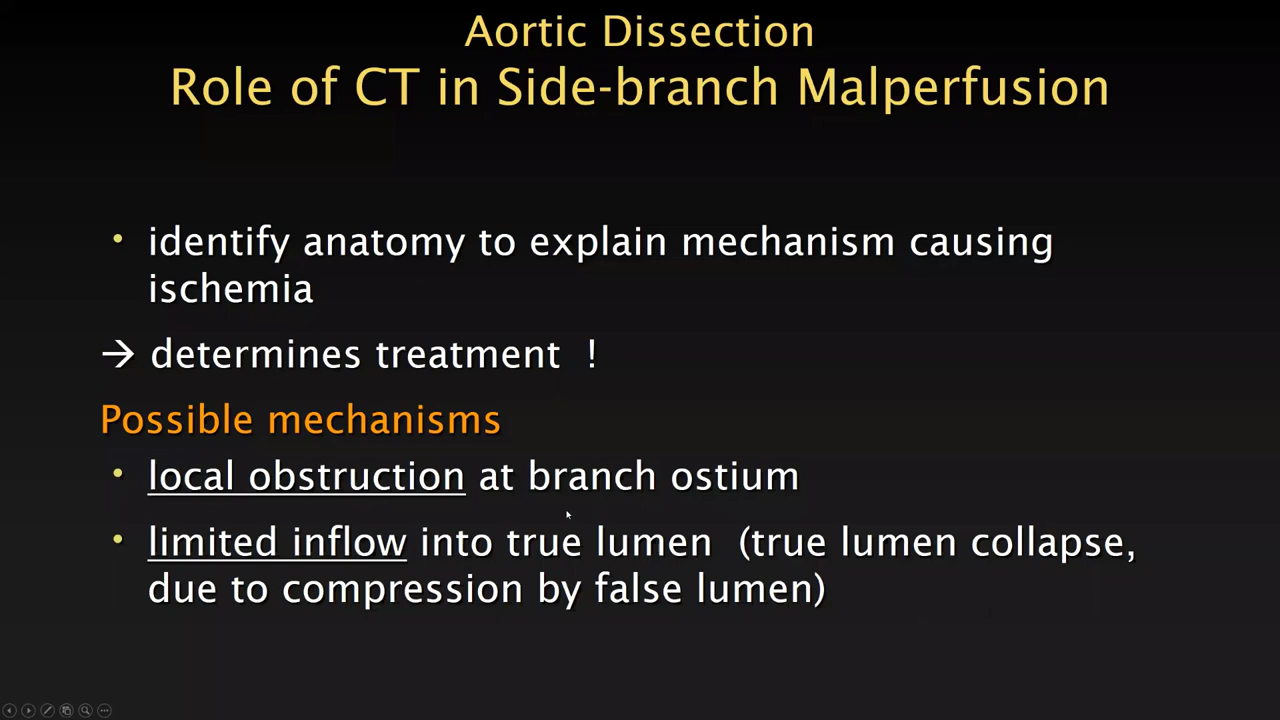 Aortic Dissection
Role of CT in Side-branch Malperfusion
• identify anatomy to explain mechanism causing
ischemia
→ determines treatment !
Possible mechanisms
• local obstruction at branch ostium
• limited inflow into true lumen (true lumen collapse,
due to compression by false lumen)